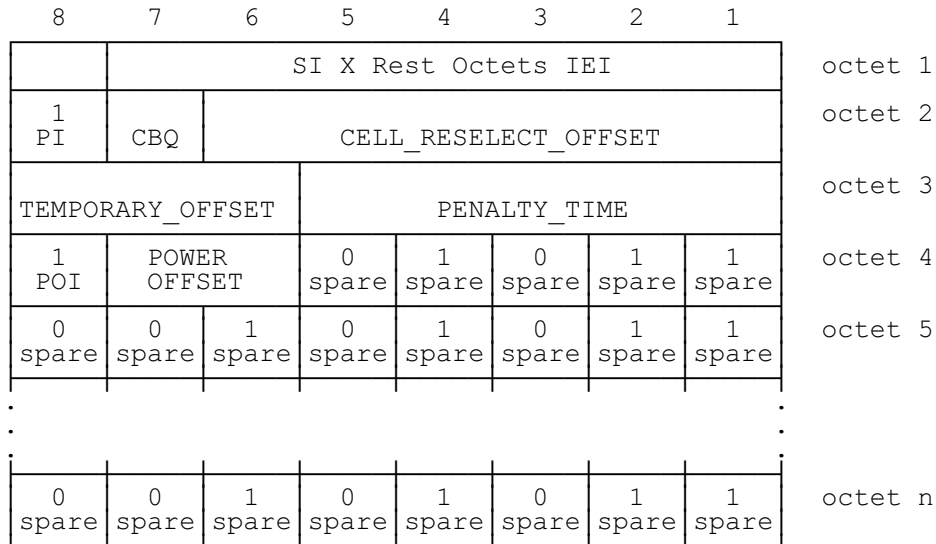 8 7 6 5 4 3 2 1
SI X Rest Octets IEI octet 1
1 octet 2
PI CBQ CELL_RESELECT_OFFSET
octet 3
TEMPORARY_OFFSET PENALTY_TIME
1 POWER 0 1 0 1 1 octet 4
POI OFFSET spare spare spare spare spare
0 0 1 0 1 0 1 1 octet 5
spare spare spare spare spare spare spare spare
0 0 1 0 1 0 1 1 octet n
spare spare spare spare spare spare spare spare